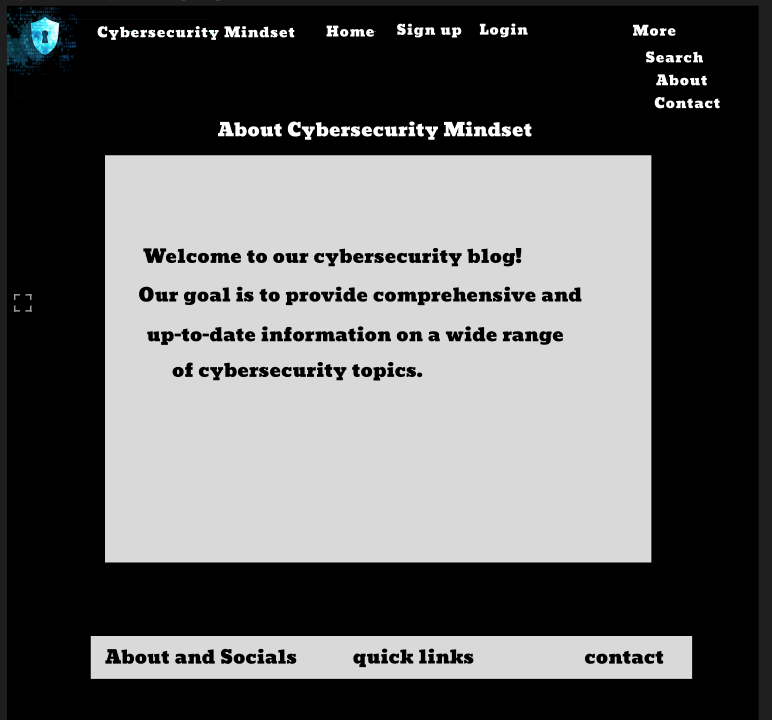 Cybersecurity Mindset Home Sign up Login More
Search
About
Contact
About Cybersecurity Mindset
Welcome to our cybersecurity blog!
Our goal is to provide comprehensive and
up-to-date information on a wide range
of cybersecurity topics.
About and Socials quick links contact